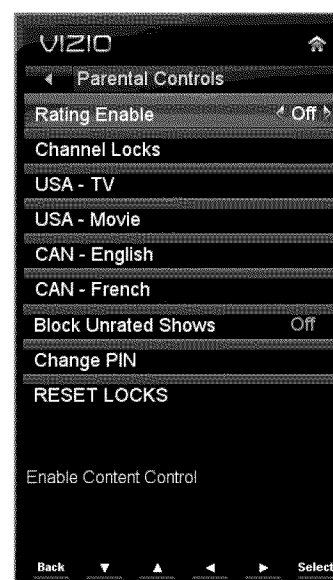 VIZIO
Parental Controls
Rating Enable Off
Channel Locks
USA - TV
USA - Movie
CAN - English
CAN - French
Block Unrated Shows Off
Change PIN
RESET LOCKS
Enable Content Control
Back Select